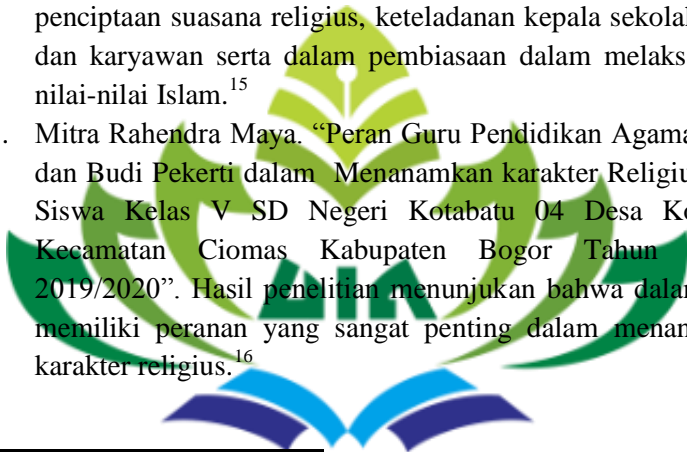 penciptaan suasana religius, keteladanan kepala sekolah
dan karyawan serta dalam pembiasaan dalam melaks
nilai-nilai Islam.15
. Mitra Rahendra Maya. “Peran Guru Pendidikan Agama
dan Budi Pekerti dalam Menanamkan karakter Religiu
Siswa Kelas V SD Negeri Kotabatu 04 Desa Ko
Kecamatan Ciomas Kabupaten Bogor Tahun
2019/2020”. Hasil penelitian menunjukan bahwa dalam
memiliki peranan yang sangat penting dalam menan
karakter religius.16